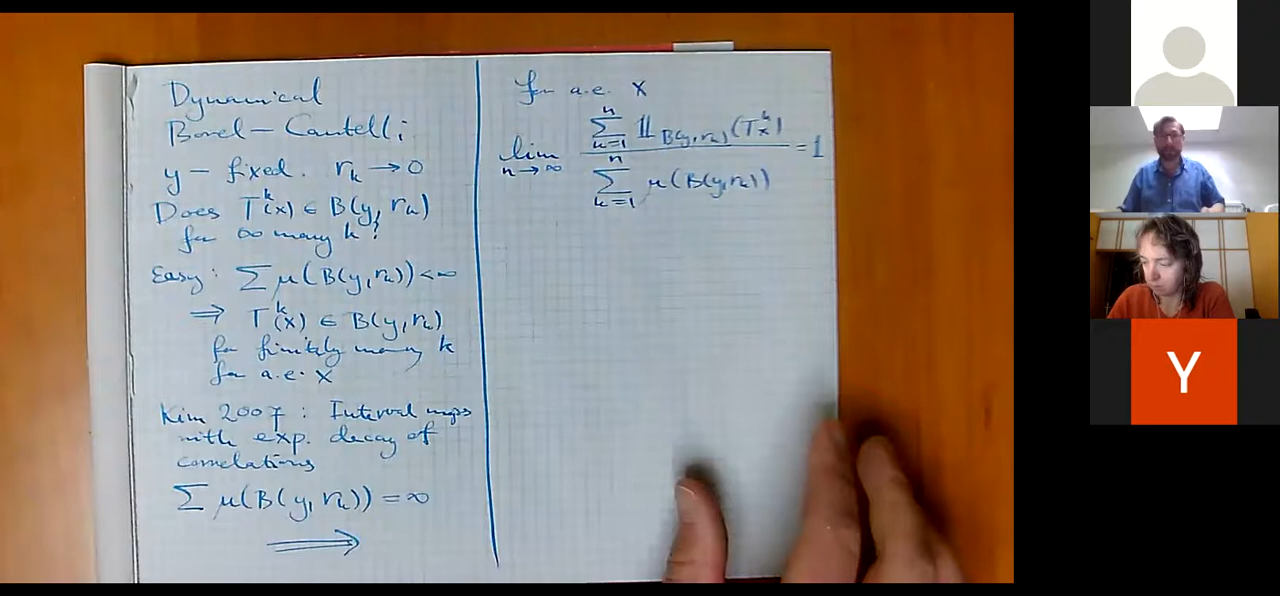 Dynamical
Borel-Cantelli
y - fixed. r_k → 0
Does T^k(x) ∈ B(y, r_k)
for ∞ many k?
Easy: ∑ μ(B(y, r_k)) < ∞
⇒ T^k(x) ∈ B(y, r_k)
for finitely many k
for a.e. x
Kim 2007: Interval maps
with exp. decay of
correlations
∑ μ(B(y, r_k)) = ∞
⟹
for a.e. x
lim_{n→∞} \frac{∑_{k=1}^{n} 𝟙_{B(y, r_k)}(T^k x)}{∑_{k=1}^{n} μ(B(y, r_k))} = 1
Y